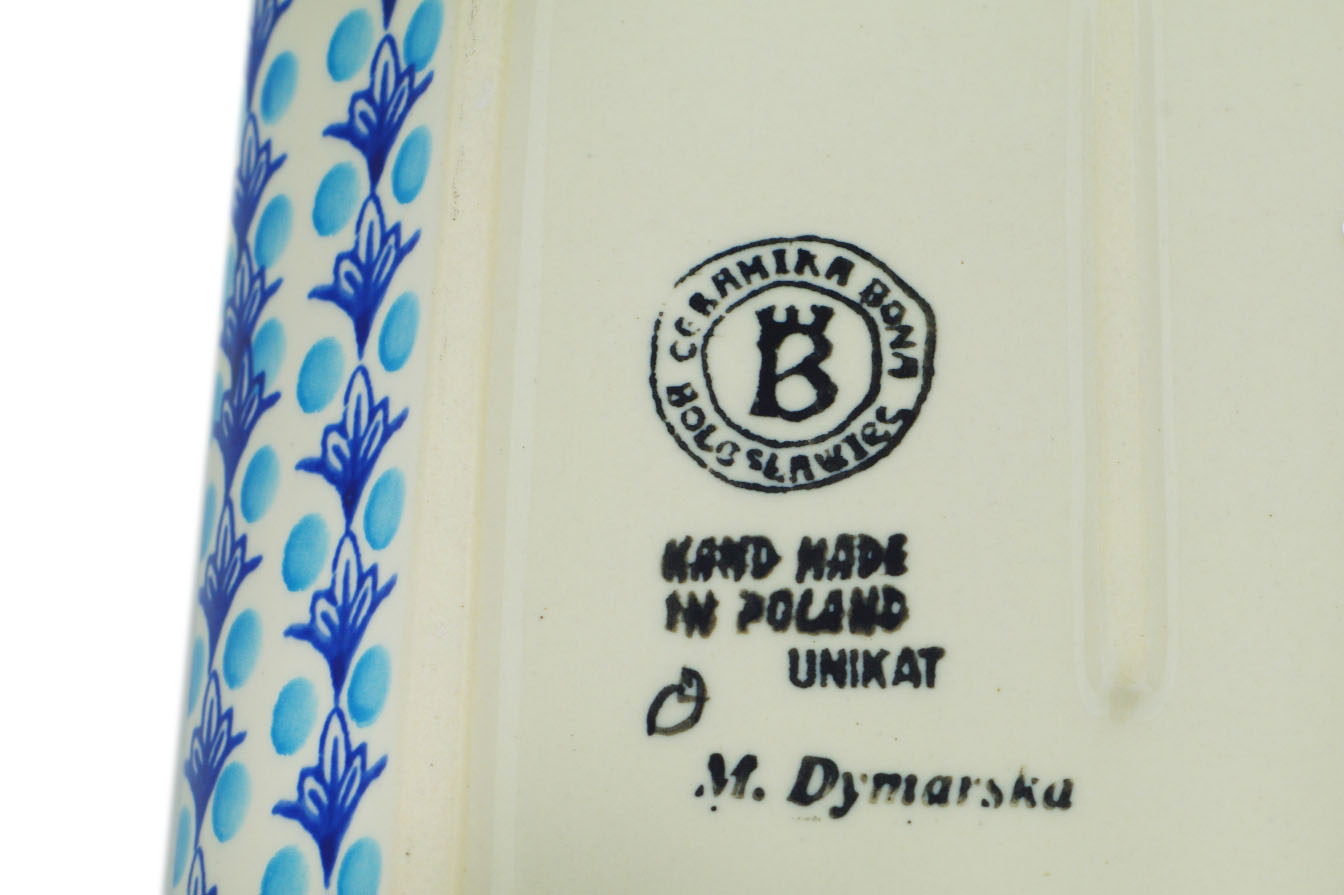 CERAMIKA BONA
BOLESŁAWIEC
B
HAND MADE
IN POLAND
UNIKAT
M. Dymarska